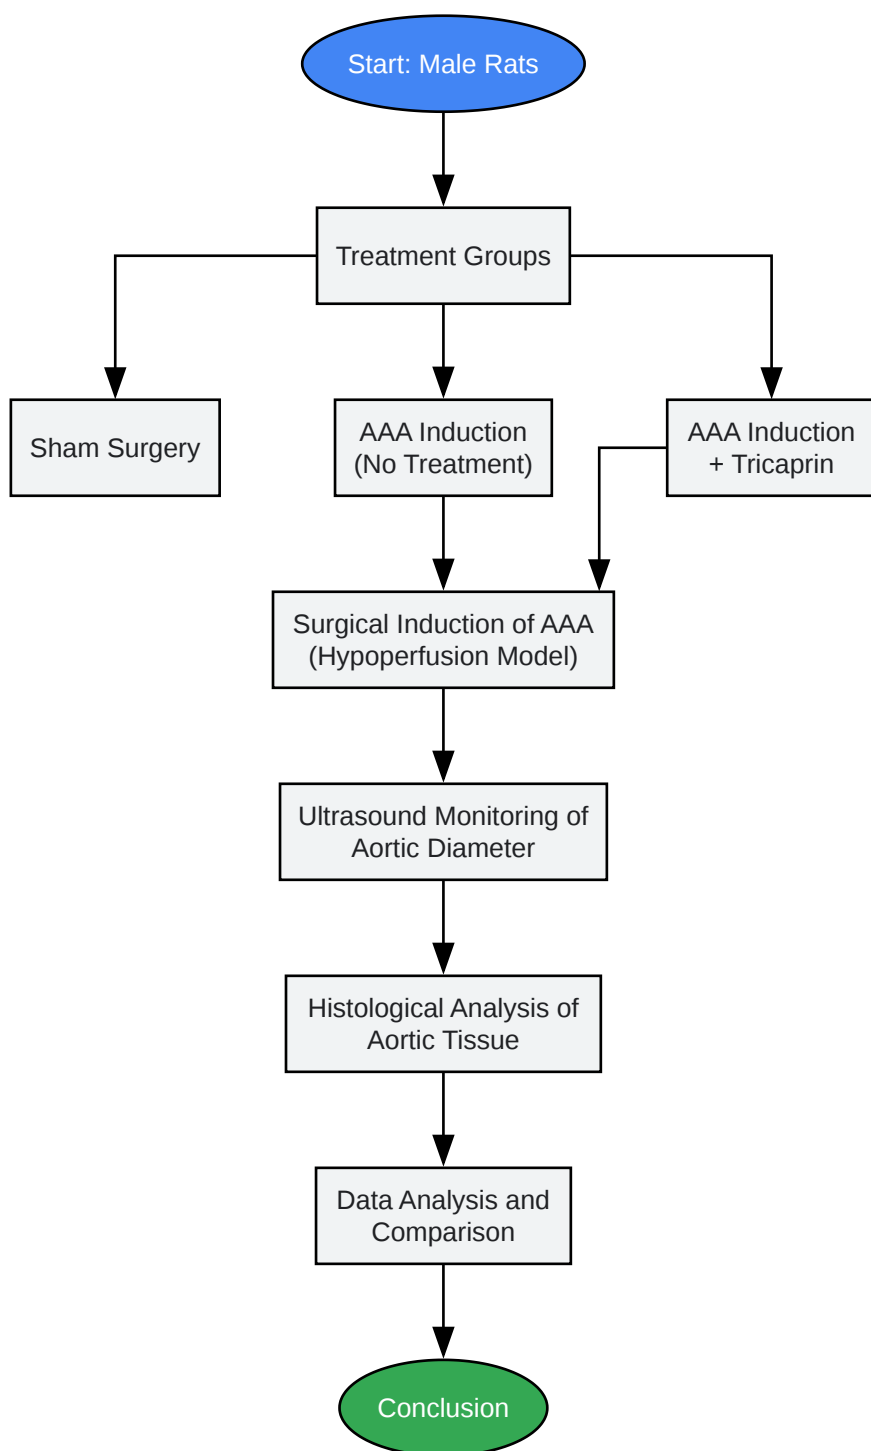 Start: Male Rats
Treatment Groups
Sham Surgery
AAA Induction
(No Treatment)
AAA Induction
+ Tricaprin
Surgical Induction of AAA
(Hypoperfusion Model)
Ultrasound Monitoring of
Aortic Diameter
Histological Analysis of
Aortic Tissue
Data Analysis and
Comparison
Conclusion